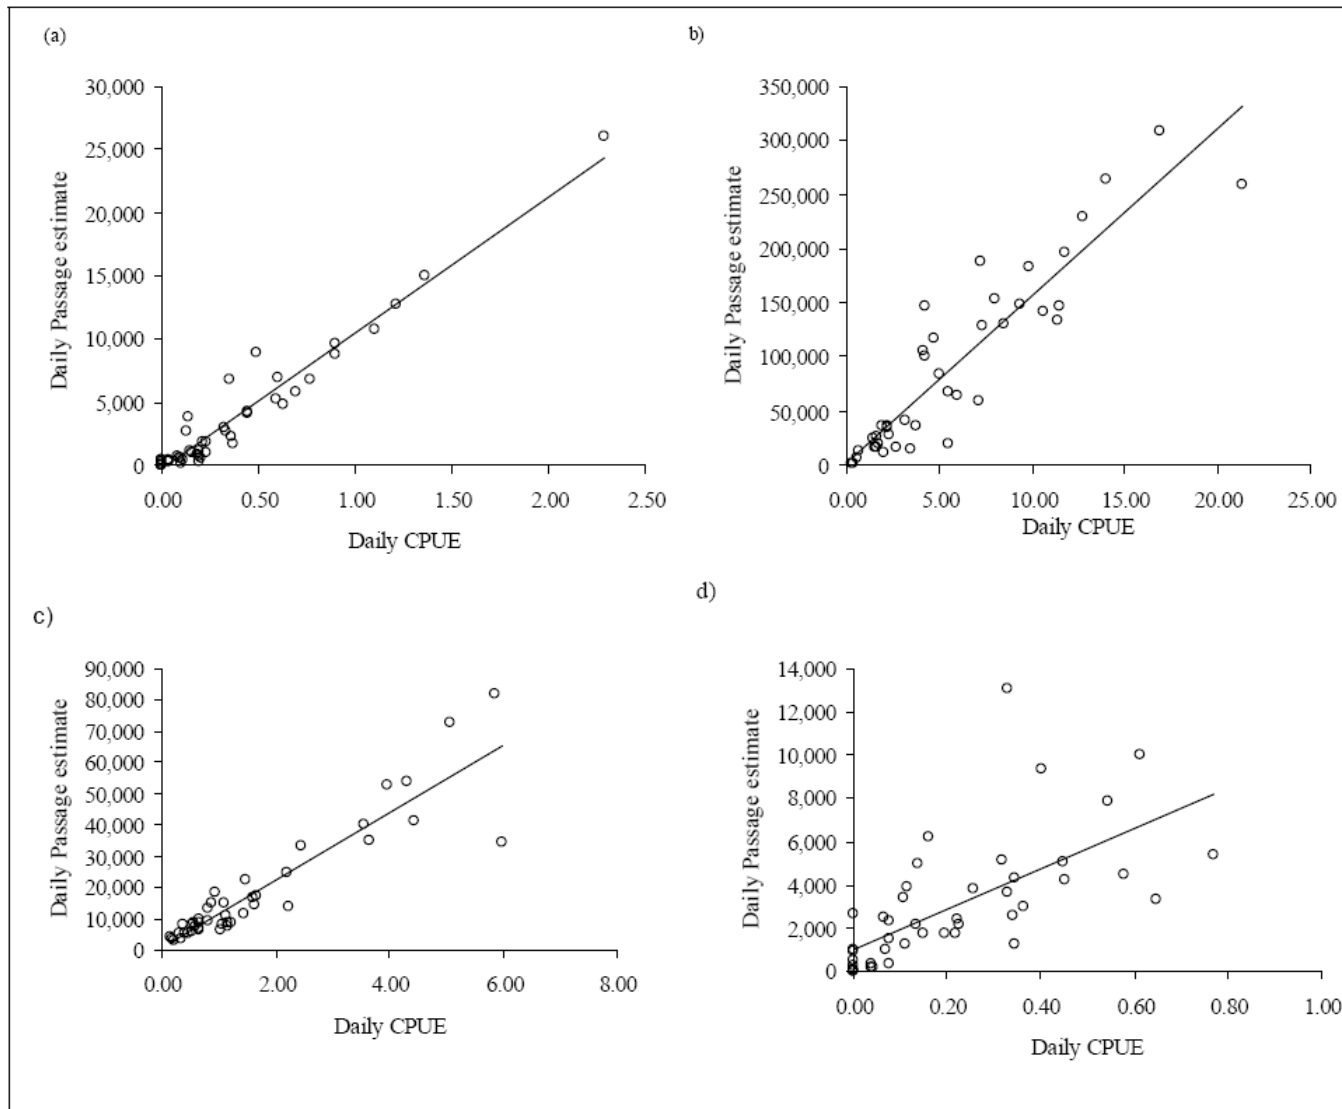 (a)
30,000
25,000
20,000
15,000
10,000
5,000
0
0.00 0.50 1.00 1.50 2.00 2.50
Daily Passage estimate
Daily CPUE
b)
350,000
300,000
250,000
200,000
150,000
100,000
50,000
0
0.00 5.00 10.00 15.00 20.00 25.00
Daily Passage estimate
Daily CPUE
c)
90,000
80,000
70,000
60,000
50,000
40,000
30,000
20,000
10,000
0
0.00 2.00 4.00 6.00 8.00
Daily Passage estimate
Daily CPUE
d)
14,000
12,000
10,000
8,000
6,000
4,000
2,000
0
0.00 0.20 0.40 0.60 0.80 1.00
Daily Passage estimate
Daily CPUE